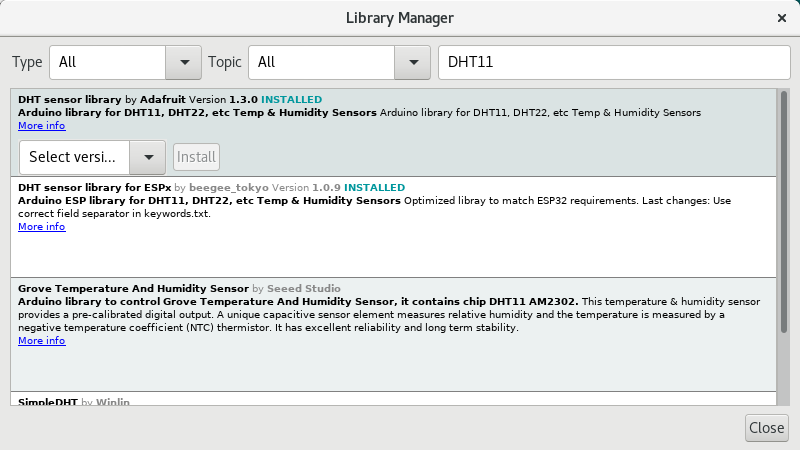 Library Manager
Type All Topic All DHT11
DHT sensor library by Adafruit Version 1.3.0 INSTALLED
Arduino library for DHT11, DHT22, etc Temp & Humidity Sensors Arduino library for DHT11, DHT22, etc Temp & Humidity Sensors
More info
Select versi... Install
DHT sensor library for ESPx by beegee_tokyo Version 1.0.9 INSTALLED
Arduino ESP library for DHT11, DHT22, etc Temp & Humidity Sensors Optimized libray to match ESP32 requirements. Last changes: Use
correct field separator in keywords.txt.
More info
Grove Temperature And Humidity Sensor by Seeed Studio
Arduino library to control Grove Temperature And Humidity Sensor, it contains chip DHT11 AM2302. This temperature & humidity sensor
provides a pre-calibrated digital output. A unique capacitive sensor element measures relative humidity and the temperature is measured by a
negative temperature coefficient (NTC) thermistor. It has excellent reliability and long term stability.
More info
SimpleDHT by Winlin
Close